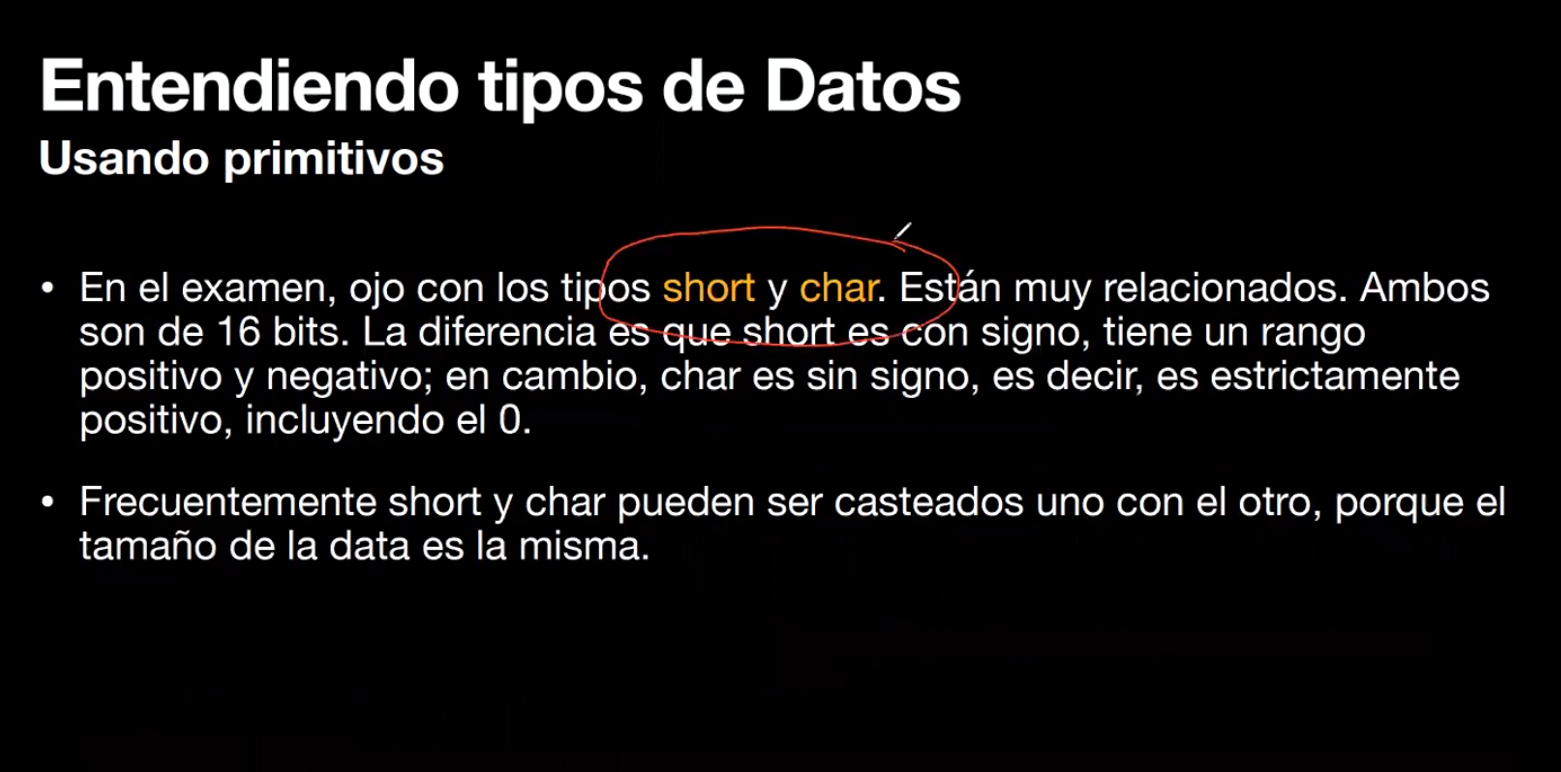 Entendiendo tipos de Datos
Usando primitivos
• En el examen, ojo con los tipos short y char. Están muy relacionados. Ambos
son de 16 bits. La diferencia es que short es con signo, tiene un rango
positivo y negativo; en cambio, char es sin signo, es decir, es estrictamente
positivo, incluyendo el 0.
• Frecuentemente short y char pueden ser casteados uno con el otro, porque el
tamaño de la data es la misma.